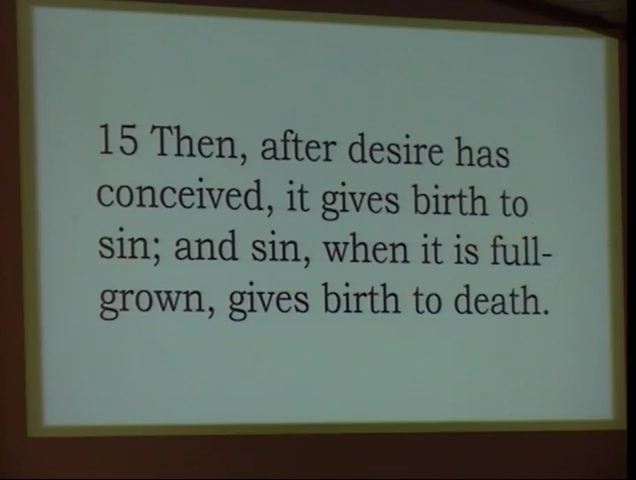 15 Then, after desire has
conceived, it gives birth to
sin; and sin, when it is full-
grown, gives birth to death.